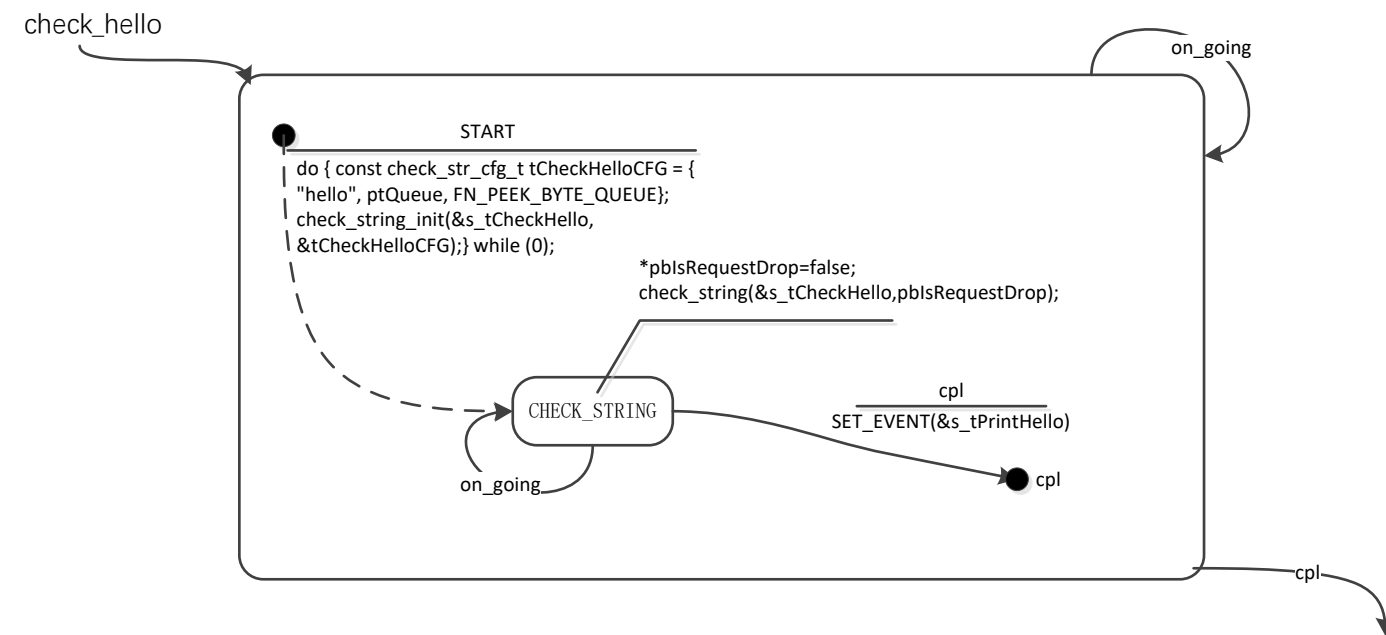 check_hello
on_going
START
do { const check_str_cfg_t tCheckHelloCFG = {
"hello", ptQueue, FN_PEEK_BYTE_QUEUE};
check_string_init(&s_tCheckHello,
&tCheckHelloCFG);} while (0);
*pbIsRequestDrop=false;
check_string(&s_tCheckHello,pbIsRequestDrop);
cpl
SET_EVENT(&s_tPrintHello)
CHECK_STRING
on_going
cpl
cpl